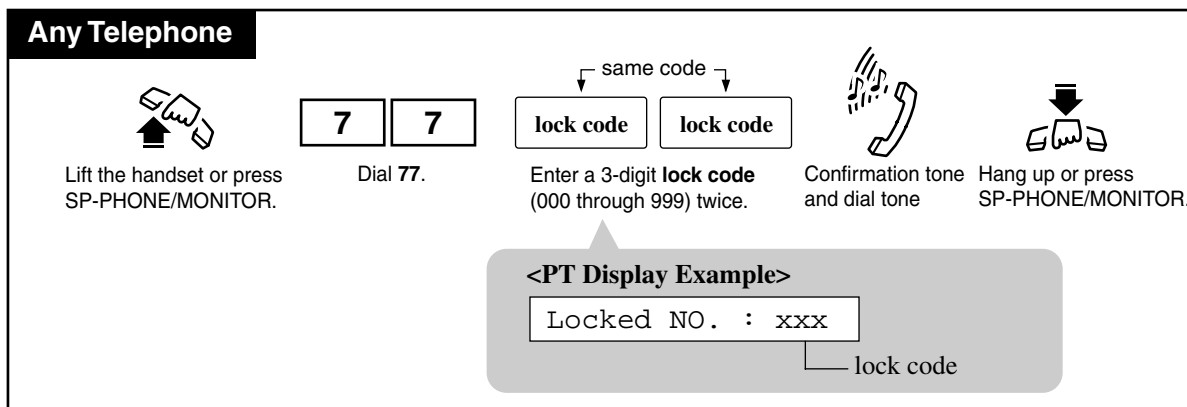 Any Telephone
same code
7 7 lock code lock code
Lift the handset or press
SP-PHONE/MONITOR.
Dial 77.
Enter a 3-digit lock code
(000 through 999) twice.
Confirmation tone
and dial tone
Hang up or press
SP-PHONE/MONITOR.
<PT Display Example>
Locked NO. : xxx
lock code